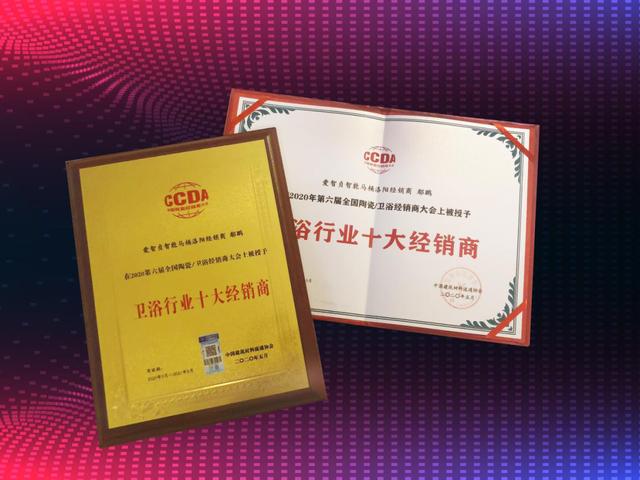 CCDA
爱智贞智能马桶洛阳经销商 郗鹏
在2020第六届全国陶瓷/卫浴经销商大会上被授予
卫浴行业十大经销商
有效期:
中国建筑材料流通协会
二〇二〇年五月
CCDA
爱智贞智能马桶洛阳经销商 郗鹏
2020年第六届全国陶瓷/卫浴经销商大会上被授予
浴行业十大经销商
中国建筑材料流通协会
二〇二〇年五月